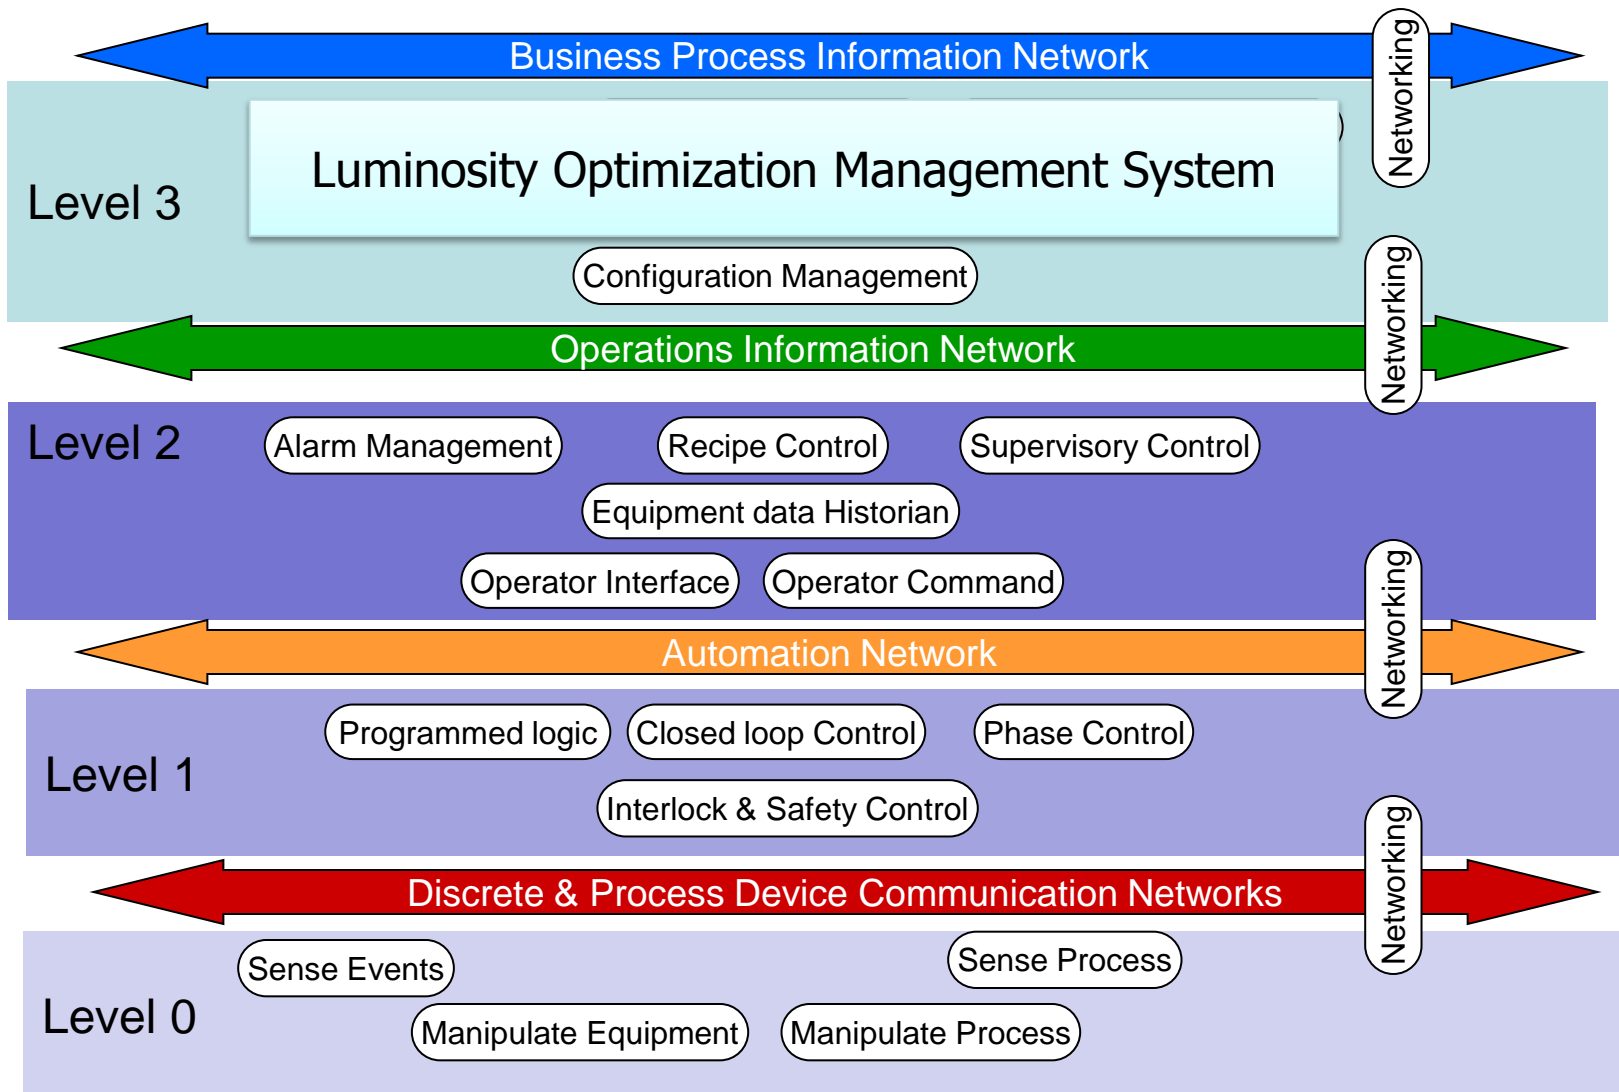 Business Process Information Network
Networking
Luminosity Optimization Management System
Level 3
Configuration Management
Networking
Operations Information Network
Level 2
Alarm Management
Recipe Control
Supervisory Control
Equipment data Historian
Operator Interface
Operator Command
Networking
Automation Network
Programmed logic
Closed loop Control
Phase Control
Level 1
Interlock & Safety Control
Networking
Discrete & Process Device Communication Networks
Sense Events
Sense Process
Level 0
Manipulate Equipment
Manipulate Process